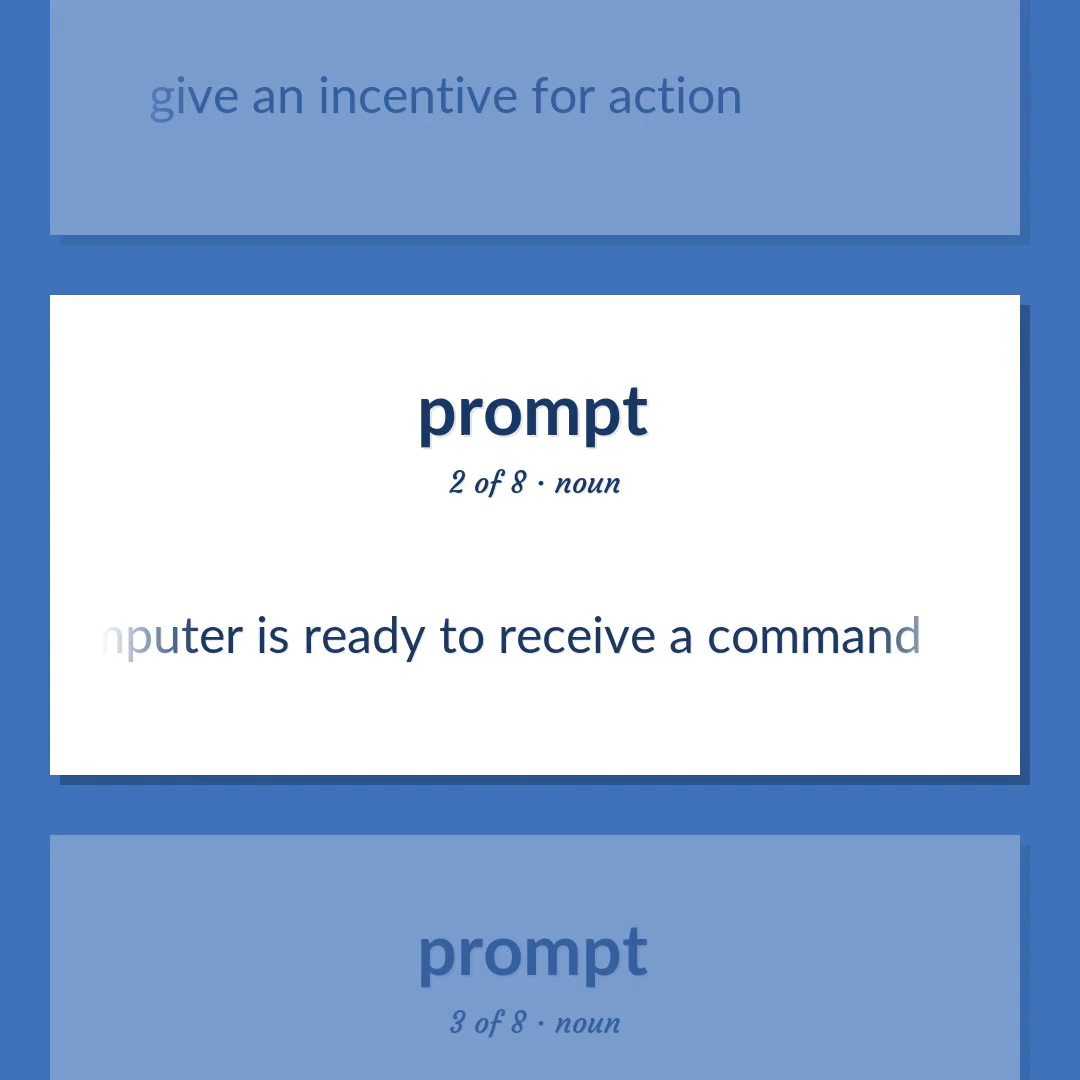 give an incentive for action
prompt
2 of 8 · noun
nputer is ready to receive a command
prompt
3 of 8 · noun